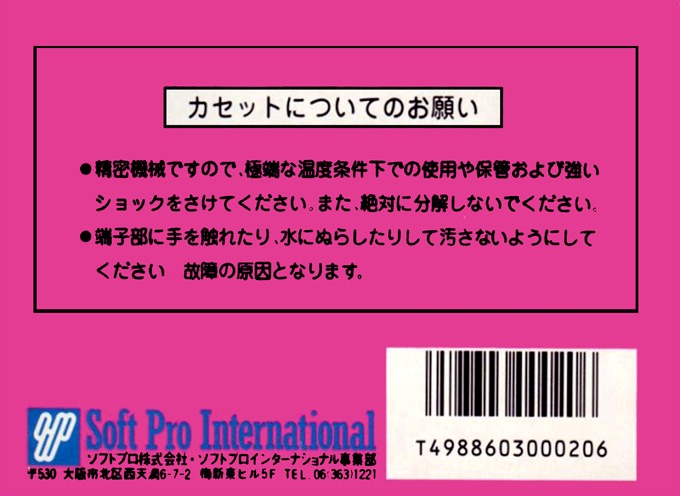 カセットについてのお願い
●精密機械ですので、極端な温度条件下での使用や保管および強い
ショックをさけてください。また、絶対に分解しないでください。
●端子部に手を触れたり、水にぬらしたりして汚さないようにして
ください 故障の原因となります。
Soft Pro International
ソフトプロ株式会社・ソフトプロインターナショナル事業部
〒530 大阪市北区西天満6-7-2 梅新東ビル5F TEL 06(363)1221
T4988603000206